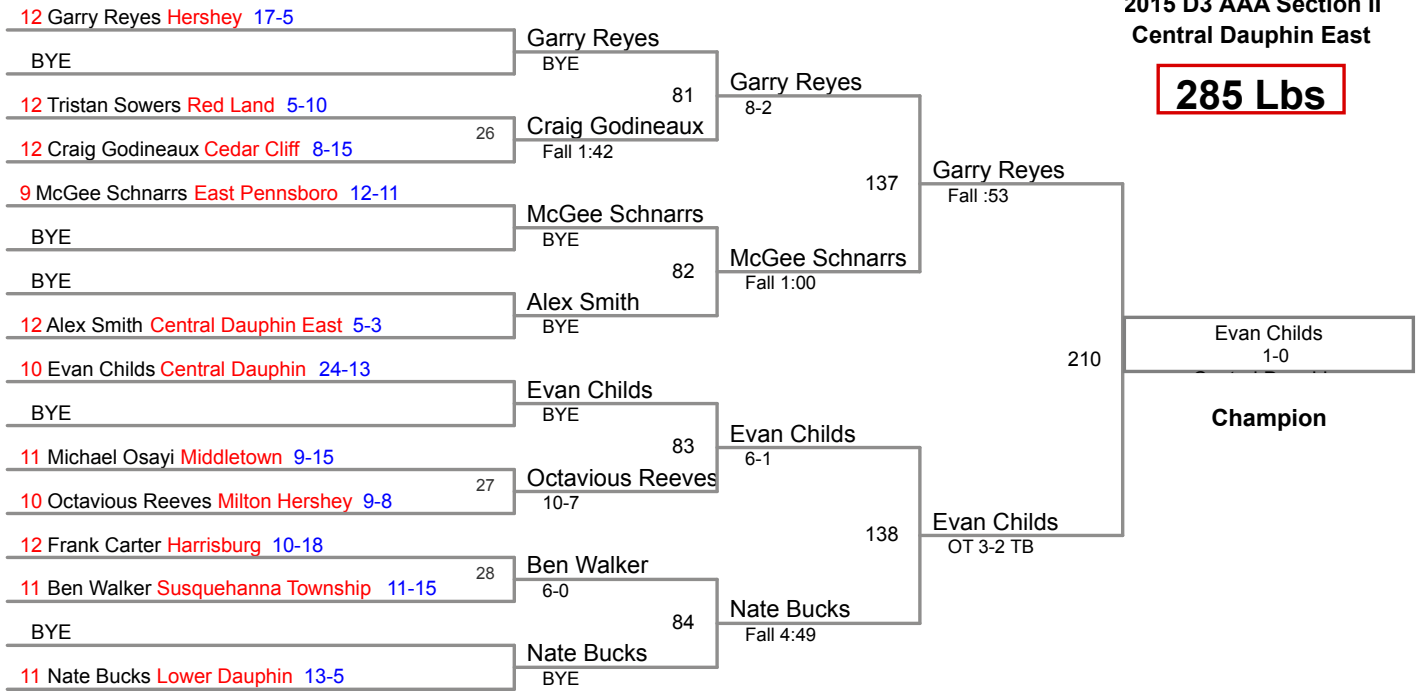 2015 D3 AAA Section II
Central Dauphin East
285 Lbs
12 Garry Reyes Hershey 17-5
BYE
12 Tristan Sowers Red Land 5-10
12 Craig Godineaux Cedar Cliff 8-15
9 McGee Schnarrs East Pennsboro 12-11
BYE
BYE
12 Alex Smith Central Dauphin East 5-3
10 Evan Childs Central Dauphin 24-13
BYE
11 Michael Osayi Middletown 9-15
10 Octavious Reeves Milton Hershey 9-8
12 Frank Carter Harrisburg 10-18
11 Ben Walker Susquehanna Township 11-15
BYE
11 Nate Bucks Lower Dauphin 13-5
26
27
28
Garry Reyes
BYE
Craig Godineaux
Fall 1:42
McGee Schnarrs
BYE
Alex Smith
BYE
Evan Childs
BYE
Octavious Reeves
10-7
Ben Walker
6-0
Nate Bucks
BYE
81
82
83
84
Garry Reyes
8-2
McGee Schnarrs
Fall 1:00
Evan Childs
6-1
Nate Bucks
Fall 4:49
137
138
Garry Reyes
Fall :53
Evan Childs
OT 3-2 TB
210
Evan Childs
1-0
Champion